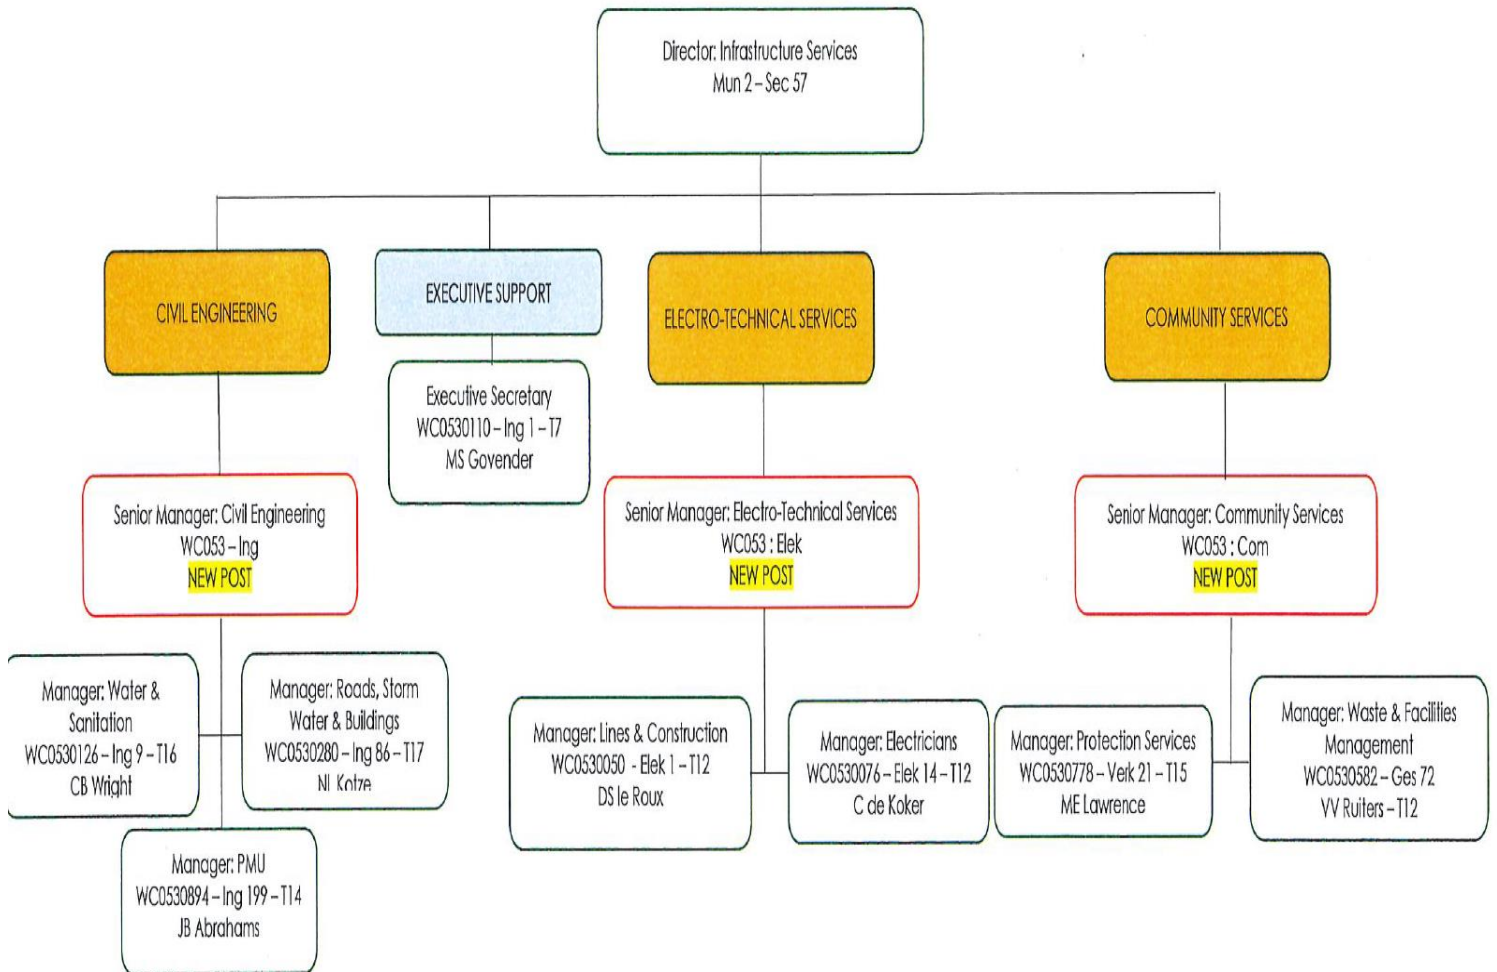 Director: Infrastructure Services
Mun 2 – Sec 57
CIVIL ENGINEERING
EXECUTIVE SUPPORT
ELECTRO-TECHNICAL SERVICES
COMMUNITY SERVICES
Executive Secretary
WC0530110 – Ing 1 – T7
MS Govender
Senior Manager: Civil Engineering
WC053 – Ing
NEW POST
Senior Manager: Electro-Technical Services
WC053 : Elek
NEW POST
Senior Manager: Community Services
WC053 : Com
NEW POST
Manager: Water &
Sanitation
WC0530126 – Ing 9 – T16
CB Wright
Manager: Roads, Storm
Water & Buildings
WC0530280 – Ing 86 – T17
NL Kotze
Manager: PMU
WC0530894 – Ing 199 – T14
JB Abrahams
Manager: Lines & Construction
WC0530050 - Elek 1 – T12
DS le Roux
Manager: Electricians
WC0530076 – Elek 14 – T12
C de Koker
Manager: Protection Services
WC0530778 – Verk 21 – T15
ME Lawrence
Manager: Waste & Facilities
Management
WC0530582 – Ges 72
VV Ruiters – T12